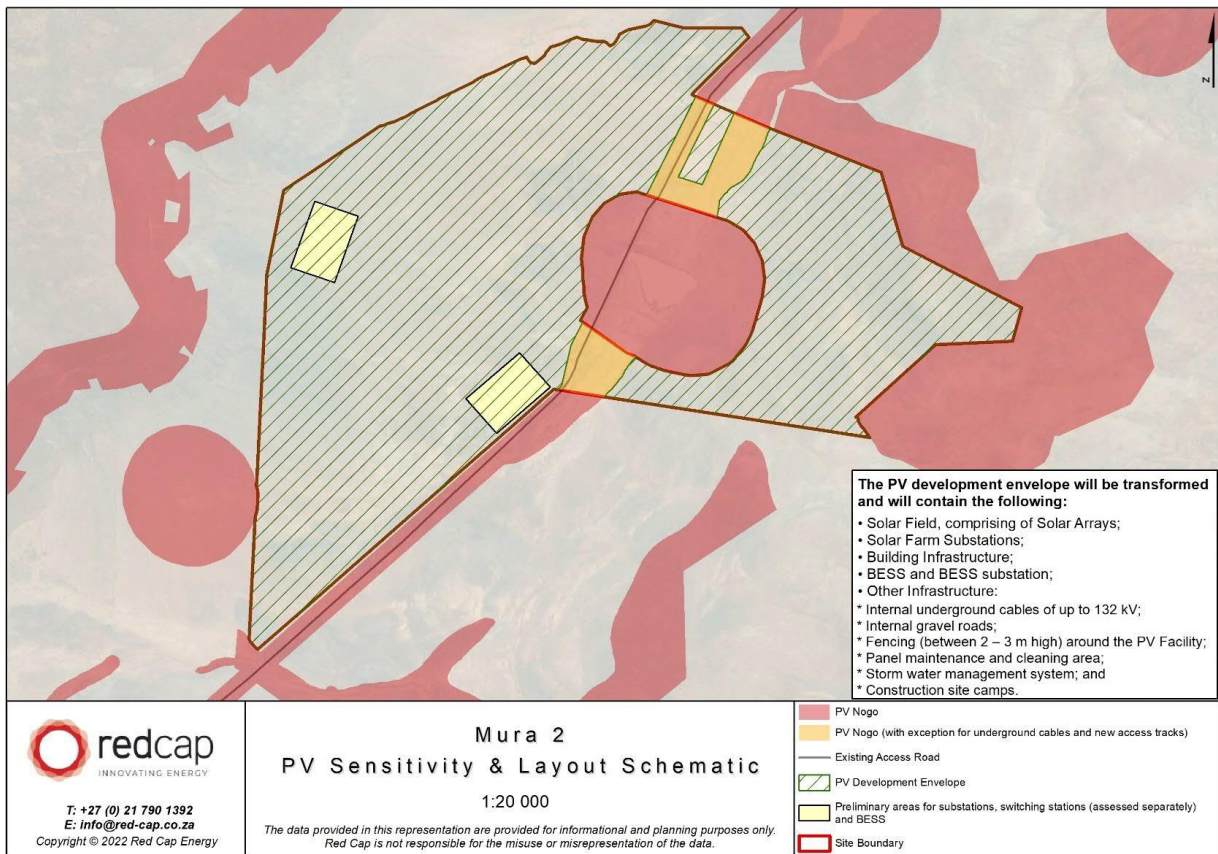 N
The PV development envelope will be transformed
and will contain the following:
• Solar Field, comprising of Solar Arrays;
• Solar Farm Substations;
• Building Infrastructure;
• BESS and BESS substation;
• Other Infrastructure:
* Internal underground cables of up to 132 kV;
* Internal gravel roads;
* Fencing (between 2 – 3 m high) around the PV Facility;
* Panel maintenance and cleaning area;
* Storm water management system; and
* Construction site camps.
redcap
INNOVATING ENERGY
T: +27 (0) 21 790 1392
E: info@red-cap.co.za
Copyright © 2022 Red Cap Energy
Mura 2
PV Sensitivity & Layout Schematic
1:20 000
The data provided in this representation are provided for informational and planning purposes only.
Red Cap is not responsible for the misuse or misrepresentation of the data.
PV Nogo
PV Nogo (with exception for underground cables and new access tracks)
Existing Access Road
PV Development Envelope
Preliminary areas for substations, switching stations (assessed separately)
and BESS
Site Boundary